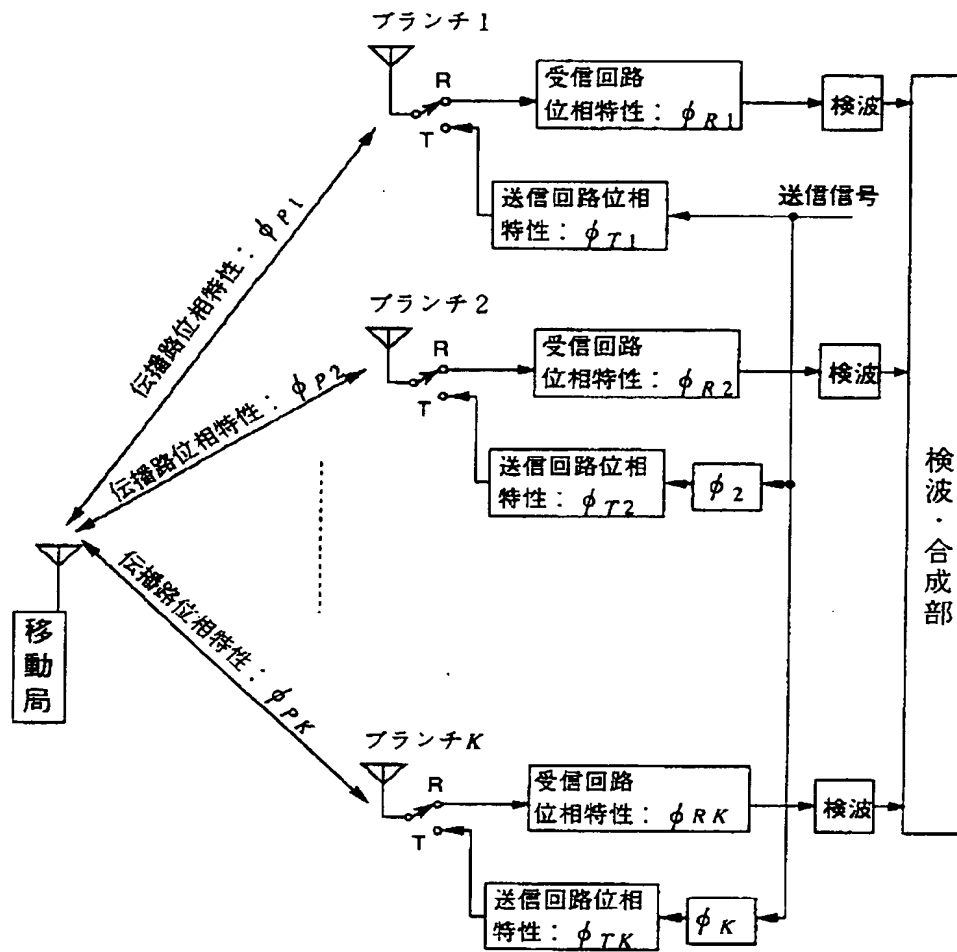 ブランチ1
R
T
受信回路
位相特性： φR1
検波
送信回路位相
特性： φT1
送信信号
伝播路位相特性： φP1
ブランチ2
R
T
受信回路
位相特性： φR2
検波
送信回路位相
特性： φT2
φ2
伝播路位相特性： φP2
検波・合成部
移動局
伝播路位相特性： φPK
ブランチK
R
T
受信回路
位相特性： φRK
検波
送信回路位相
特性： φTK
φK